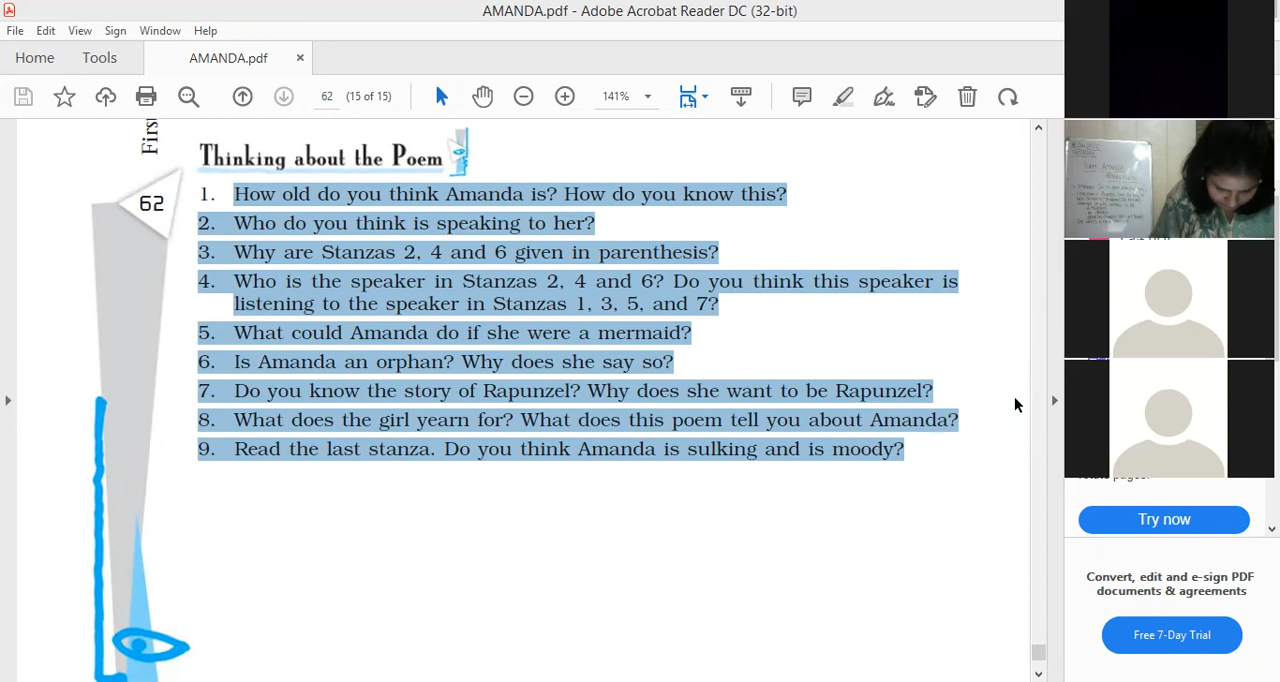 AMANDA.pdf - Adobe Acrobat Reader DC (32-bit)
File Edit View Sign Window Help
Home Tools AMANDA.pdf ×
62 (15 of 15) 141%
First
62
Thinking about the Poem
1. How old do you think Amanda is? How do you know this?
2. Who do you think is speaking to her?
3. Why are Stanzas 2, 4 and 6 given in parenthesis?
4. Who is the speaker in Stanzas 2, 4 and 6? Do you think this speaker is
listening to the speaker in Stanzas 1, 3, 5, and 7?
5. What could Amanda do if she were a mermaid?
6. Is Amanda an orphan? Why does she say so?
7. Do you know the story of Rapunzel? Why does she want to be Rapunzel?
8. What does the girl yearn for? What does this poem tell you about Amanda?
9. Read the last stanza. Do you think Amanda is sulking and is moody?
Try now
Convert, edit and e-sign PDF
documents & agreements
Free 7-Day Trial